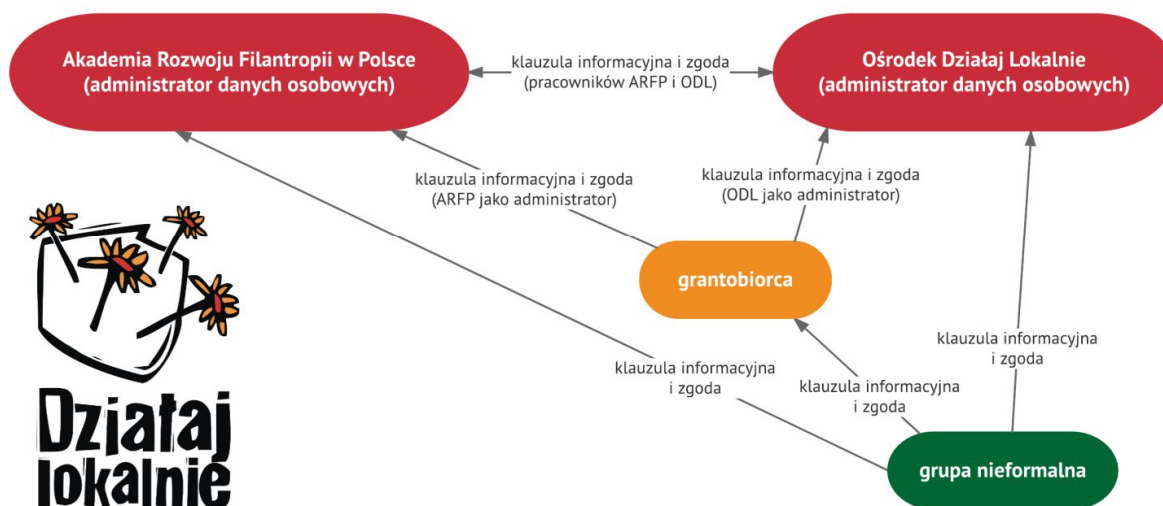 Akademia Rozwoju Filantropii w Polsce
(administrator danych osobowych)
klauzula informacyjna i zgoda
(pracowników ARFP i ODL)
Ośrodek Działaj Lokalnie
(administrator danych osobowych)
klauzula informacyjna i zgoda
(ARFP jako administrator)
klauzula informacyjna i zgoda
(ODL jako administrator)
grantobiorca
klauzula informacyjna
i zgoda
klauzula informacyjna
i zgoda
klauzula informacyjna
i zgoda
grupa nieformalna
Działaj
lokalnie